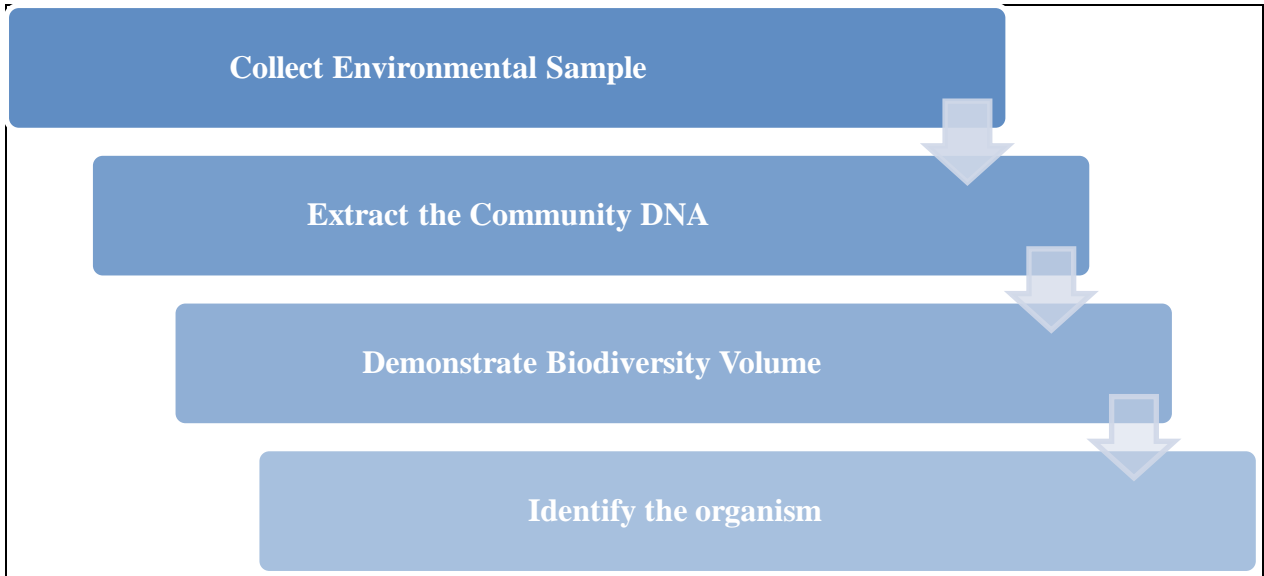 Collect Environmental Sample
Extract the Community DNA
Demonstrate Biodiversity Volume
Identify the organism